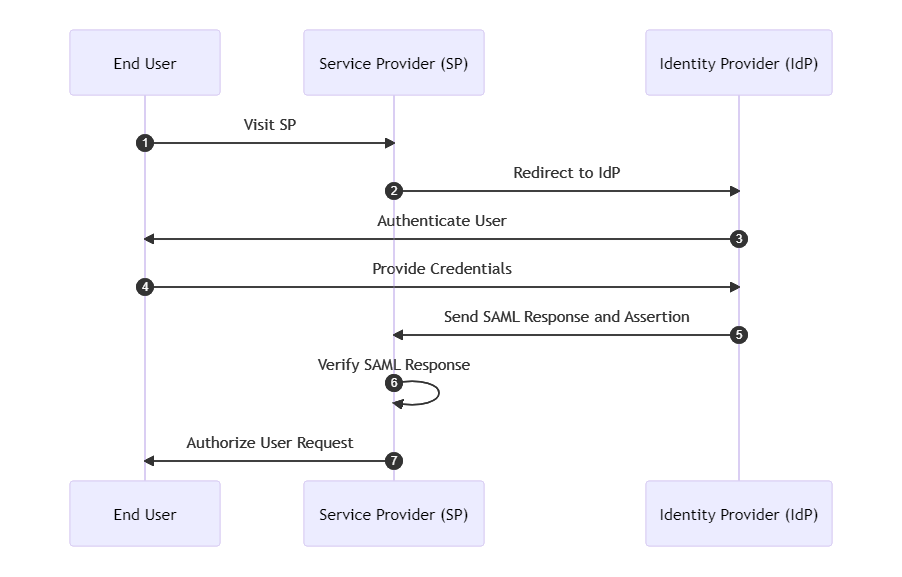 End User
Service Provider (SP)
Identity Provider (IdP)
Visit SP
1
Redirect to IdP
2
Authenticate User
3
Provide Credentials
4
Send SAML Response and Assertion
5
Verify SAML Response
6
Authorize User Request
7
End User
Service Provider (SP)
Identity Provider (IdP)